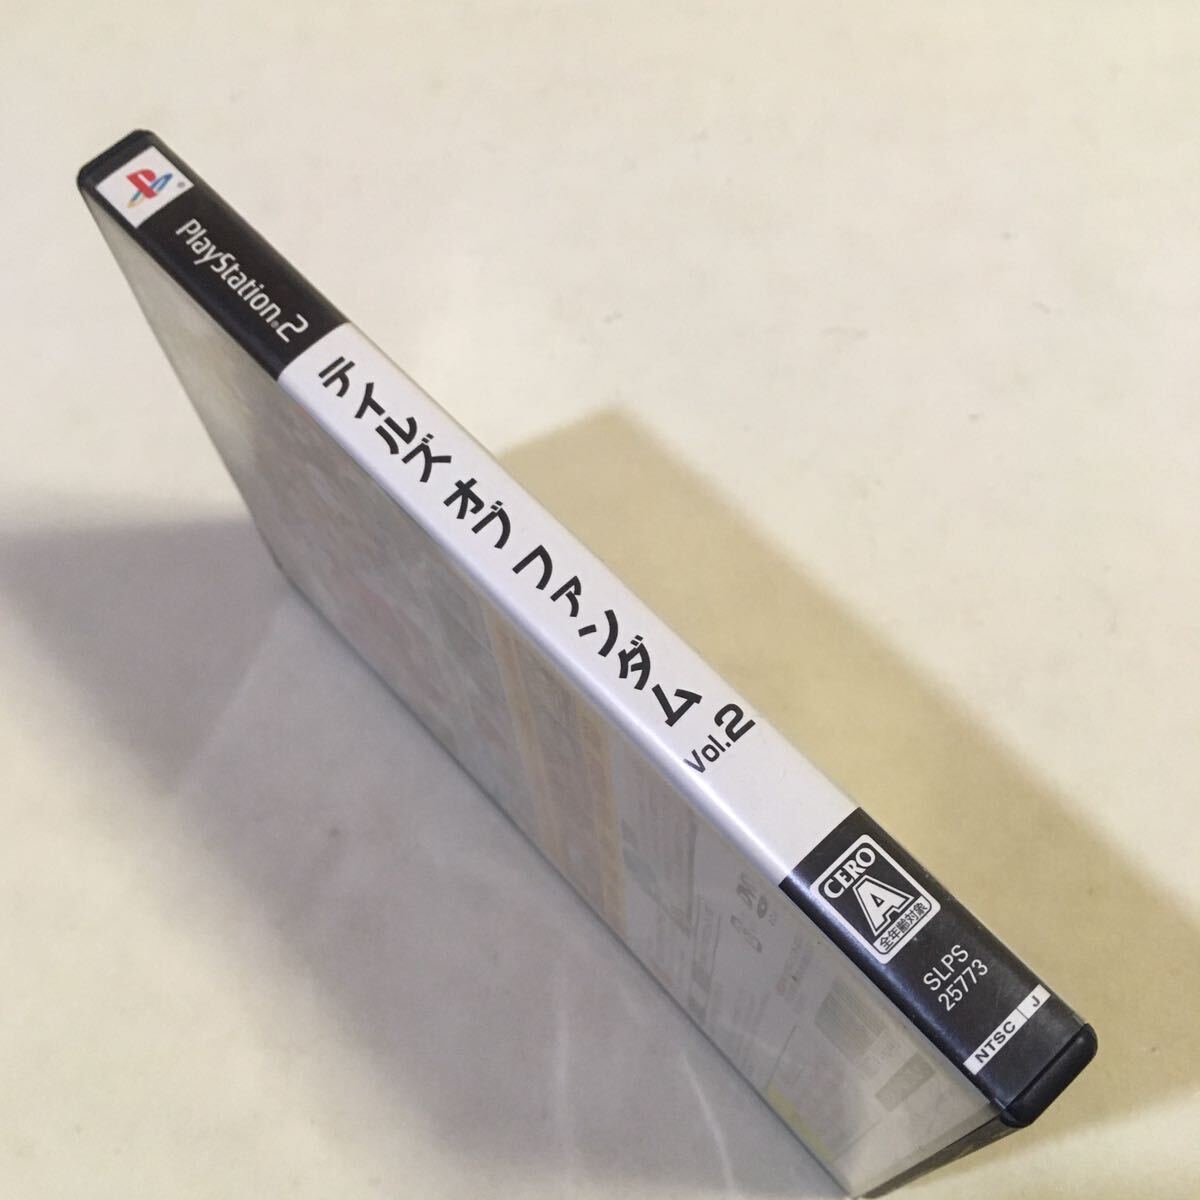 PlayStation®2
テイルズ オブ ファンダム
Vol.2
CERO
A
全年齢対象
SLPS
25773
NTSC J